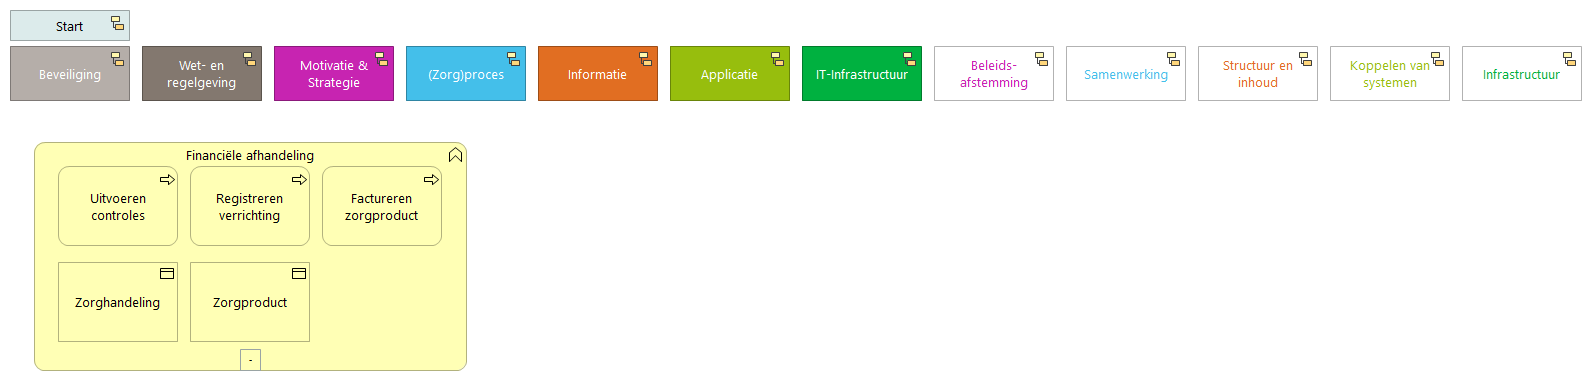 Start
Beveiliging
Wet- en
regelgeving
Motivatie &
Strategie
(Zorg)proces
Informatie
Applicatie
IT-Infrastructuur
Beleids-
afstemming
Samenwerking
Structuur en
inhoud
Koppelen van
systemen
Infrastructuur
Financiële afhandeling
Uitvoeren
controles
Registreren
verrichting
Factureren
zorgproduct
Zorghandeling
Zorgproduct
-